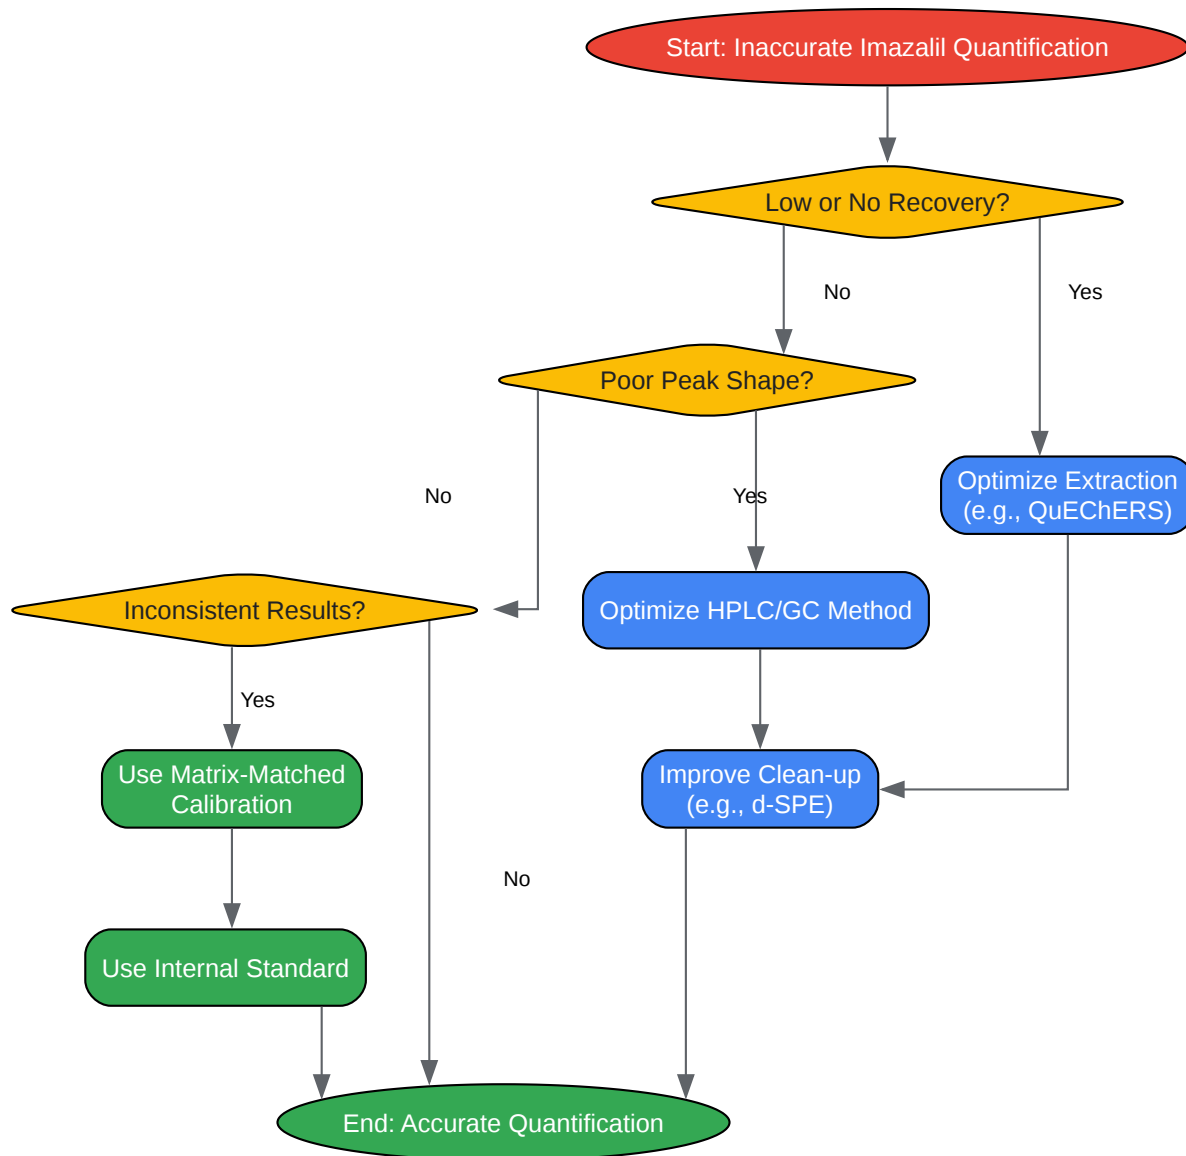 Start: Inaccurate Imazalil Quantification
Low or No Recovery?
No
Yes
Poor Peak Shape?
No
Yes
Optimize Extraction
(e.g., QuEChERS)
Inconsistent Results?
Optimize HPLC/GC Method
Yes
Use Matrix-Matched
Calibration
Improve Clean-up
(e.g., d-SPE)
No
Use Internal Standard
End: Accurate Quantification